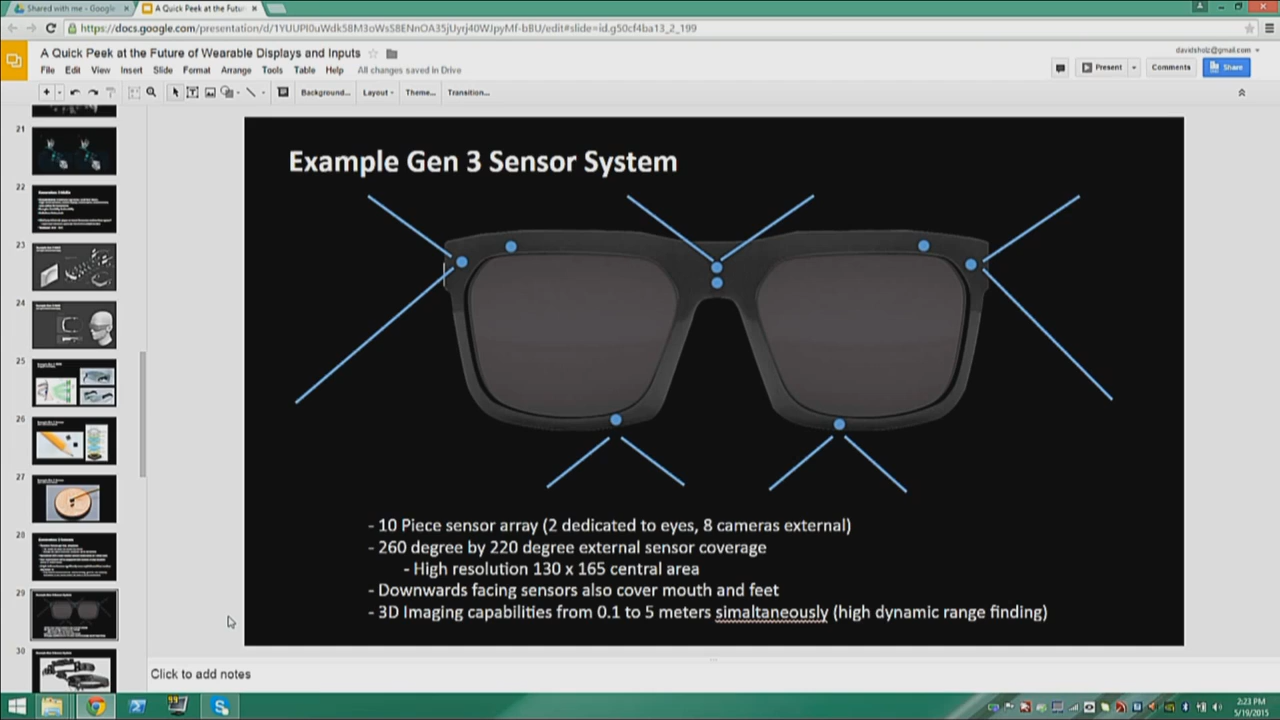 Shared with me - Google
A Quick Peek at the Futur
https://docs.google.com/presentation/d/1YUUPl0uWdk58M3oWsS8ENnOA35jUyrj40WJpyMf-bBU/edit#slide=id.g50cf4ba13_2_199
A Quick Peek at the Future of Wearable Displays and Inputs
davidsholz@gmail.com
File Edit View Insert Slide Format Arrange Tools Table Help All changes saved in Drive
Present Comments Share
Background... Layout Theme... Transition...
21
22
23
24
25
26
27
28
29
30
Example Gen 3 Sensor System
- 10 Piece sensor array (2 dedicated to eyes, 8 cameras external)
- 260 degree by 220 degree external sensor coverage
- High resolution 130 x 165 central area
- Downwards facing sensors also cover mouth and feet
- 3D Imaging capabilities from 0.1 to 5 meters simaltaneously (high dynamic range finding)
Click to add notes
2:23 PM
5/19/2015